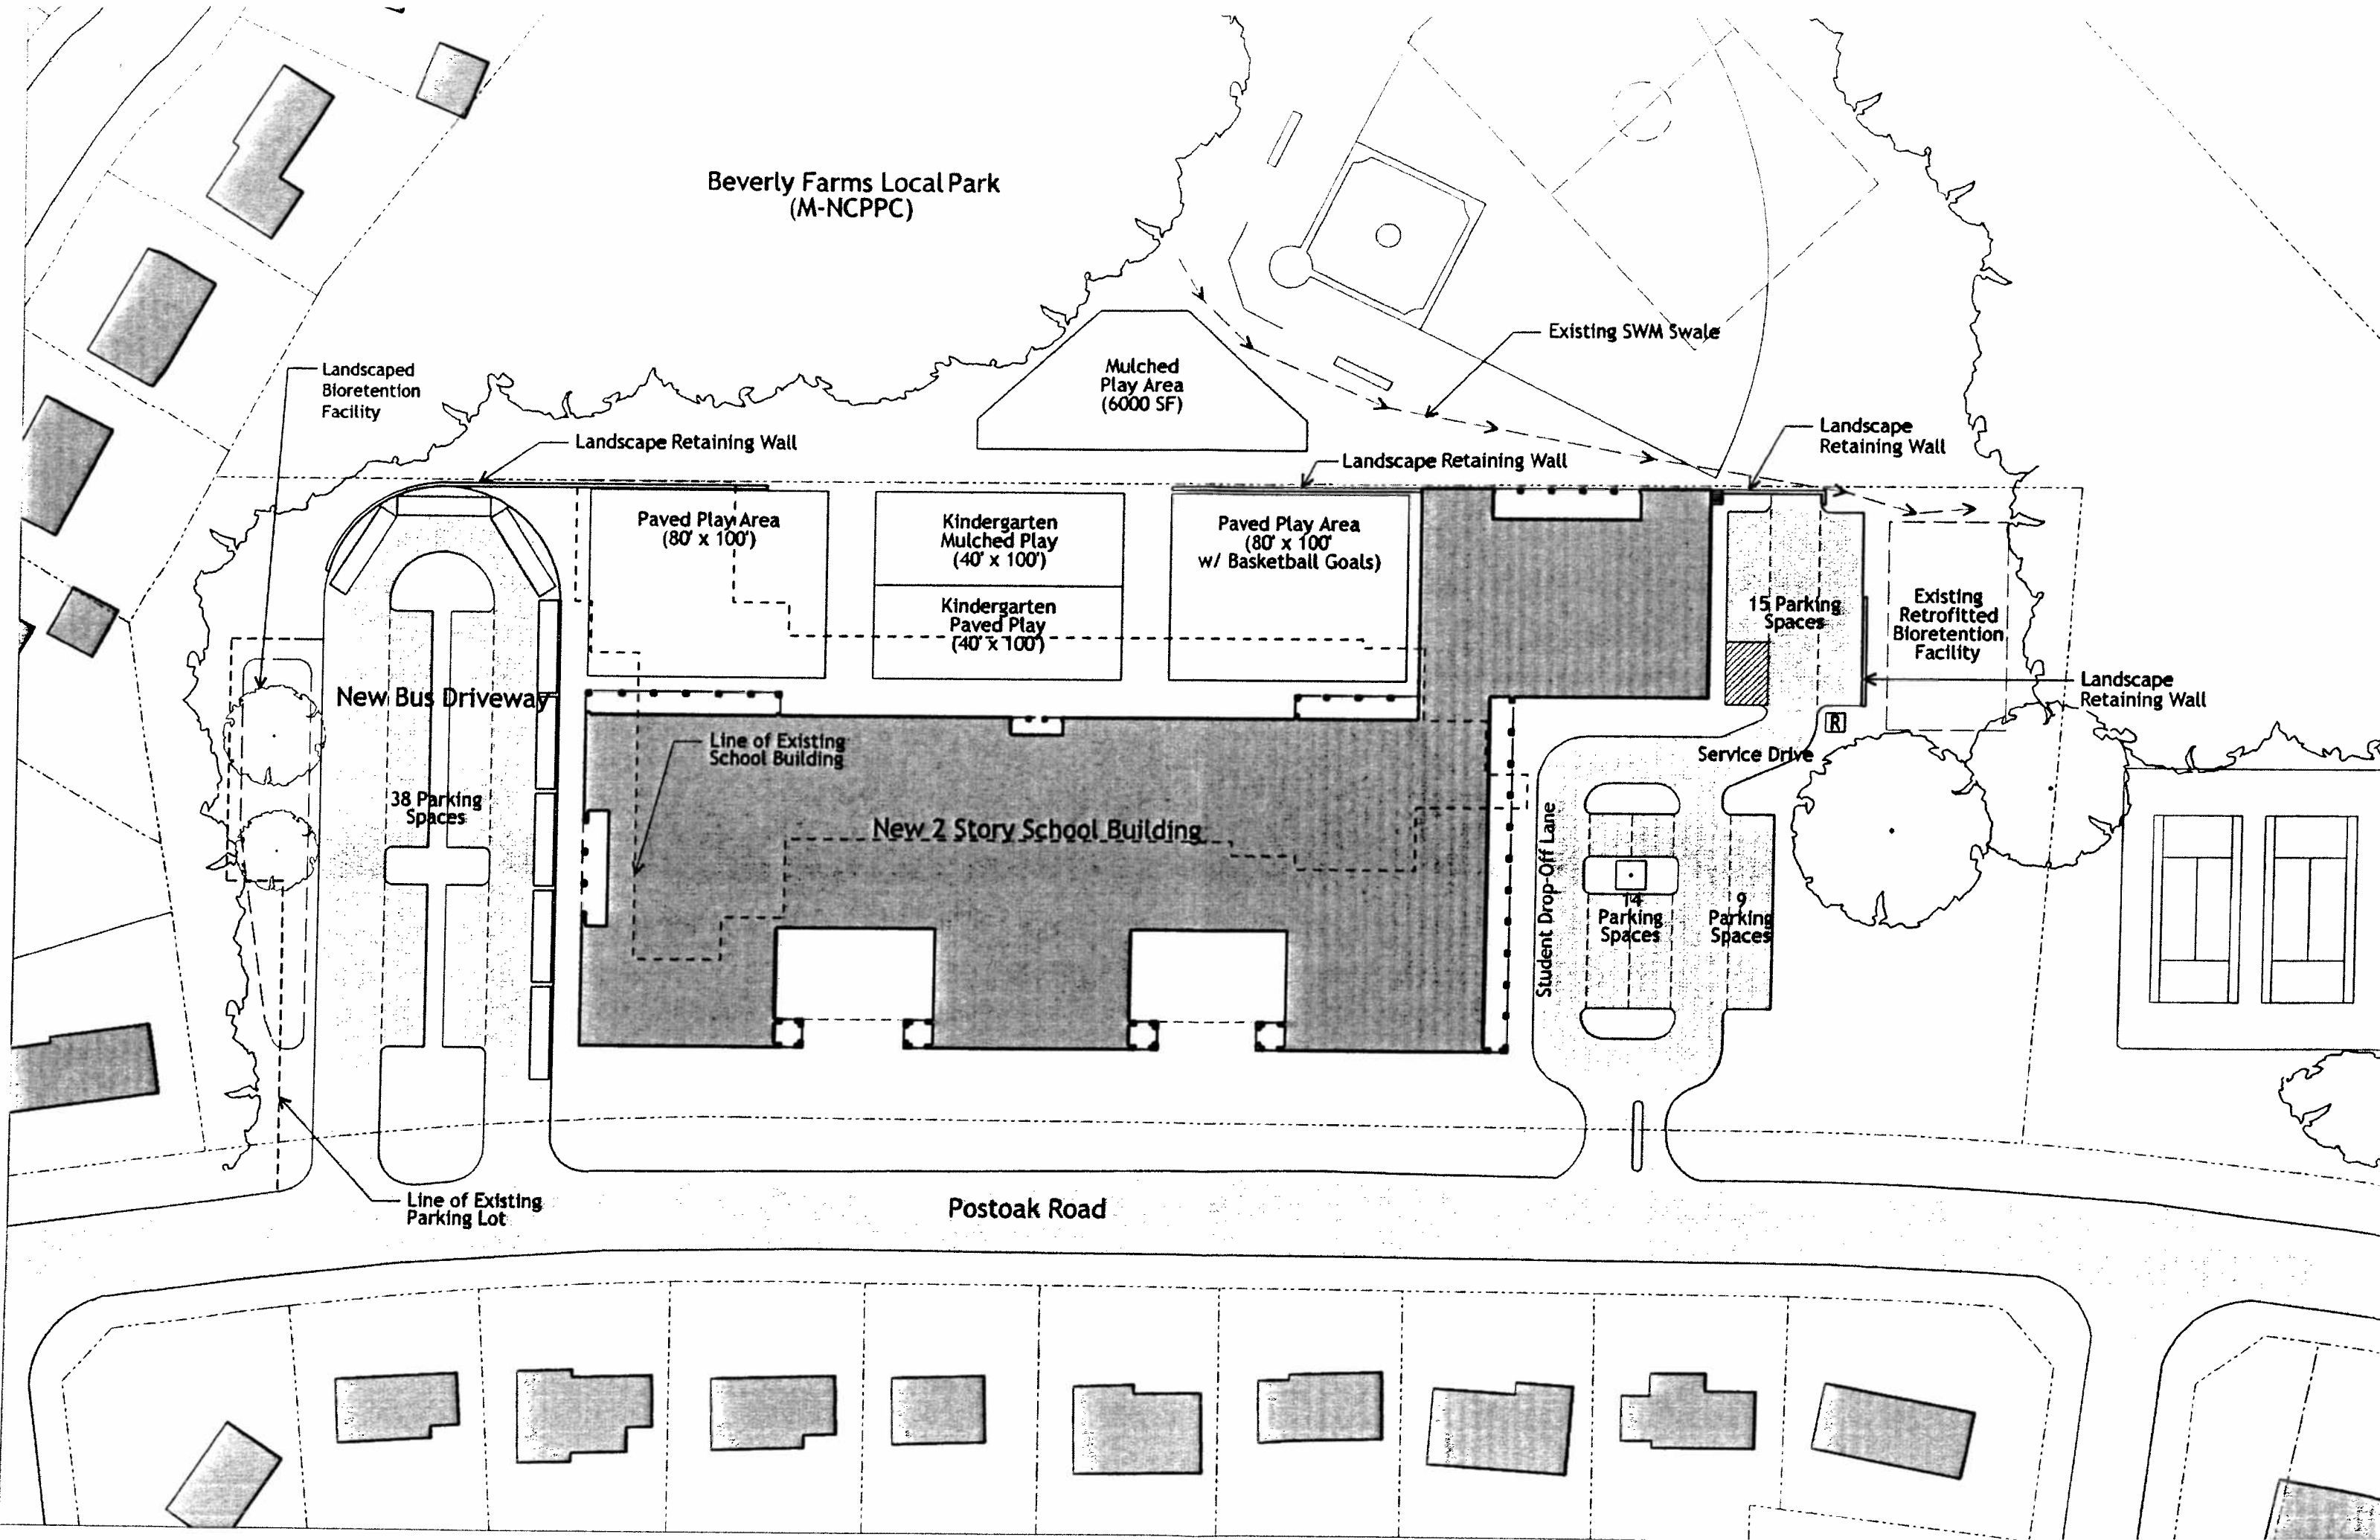 Beverly Farms Local Park
(M-NCPPC)
Existing SWM Swale
Mulched
Play Area
(6000 SF)
Landscaped
Bioretention
Facility
Landscape Retaining Wall
Landscape Retaining Wall
Landscape
Retaining Wall
Paved Play Area
(80' x 100')
Kindergarten
Mulched Play
(40' x 100')
Kindergarten
Paved Play
(40' x 100')
Paved Play Area
(80' x 100'
w/ Basketball Goals)
15 Parking
Spaces
Existing
Retrofitted
Bioretention
Facility
Landscape
Retaining Wall
R
New Bus Driveway
Line of Existing
School Building
Service Drive
38 Parking
Spaces
New 2 Story School Building
Student Drop-Off Lane
14
Parking
Spaces
9
Parking
Spaces
Line of Existing
Parking Lot
Postoak Road